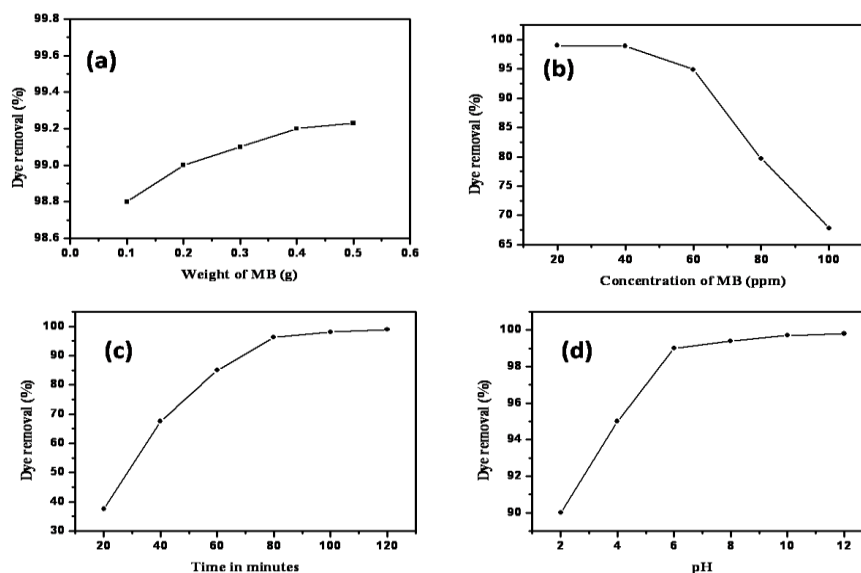 (a)
Dye removal (%)
99.8
99.6
99.4
99.2
99.0
98.8
98.6
0.0 0.1 0.2 0.3 0.4 0.5 0.6
Weight of MB (g)
(b)
Dye removal (%)
100
95
90
85
80
75
70
65
20 40 60 80 100
Concentration of MB (ppm)
(c)
Dye removal (%)
100
90
80
70
60
50
40
30
20 40 60 80 100 120
Time in minutes
(d)
Dye removal (%)
100
98
96
94
92
90
2 4 6 8 10 12
pH